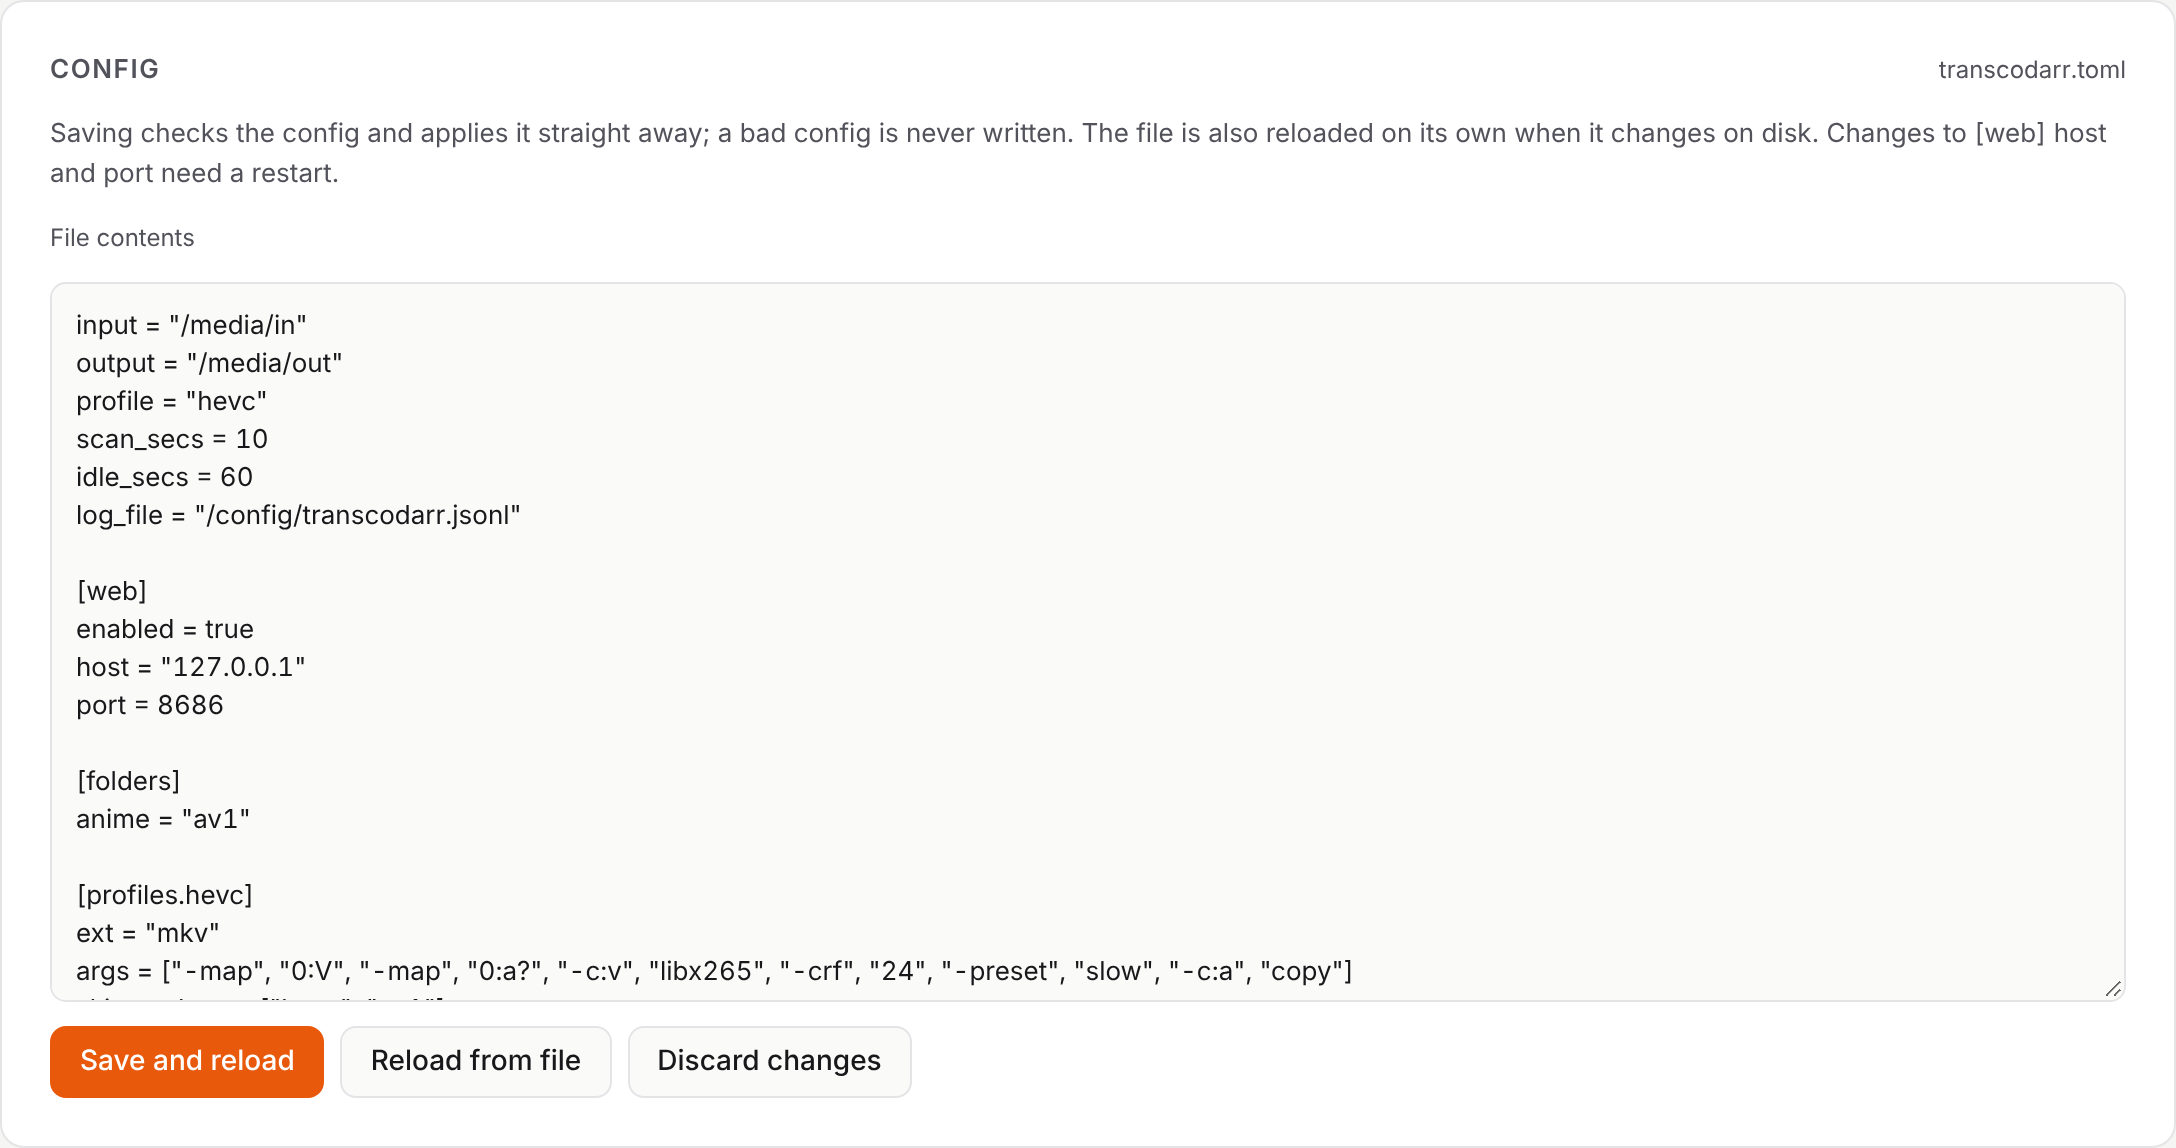 CONFIG
transcodarr.toml
Saving checks the config and applies it straight away; a bad config is never written. The file is also reloaded on its own when it changes on disk. Changes to [web] host
and port need a restart.
File contents
input = "/media/in"
output = "/media/out"
profile = "hevc"
scan_secs = 10
idle_secs = 60
log_file = "/config/transcodarr.jsonl"
[web]
enabled = true
host = "127.0.0.1"
port = 8686
[folders]
anime = "av1"
[profiles.hevc]
ext = "mkv"
args = ["-map", "0:V", "-map", "0:a?", "-c:v", "libx265", "-crf", "24", "-preset", "slow", "-c:a", "copy"]
Save and reload
Reload from file
Discard changes